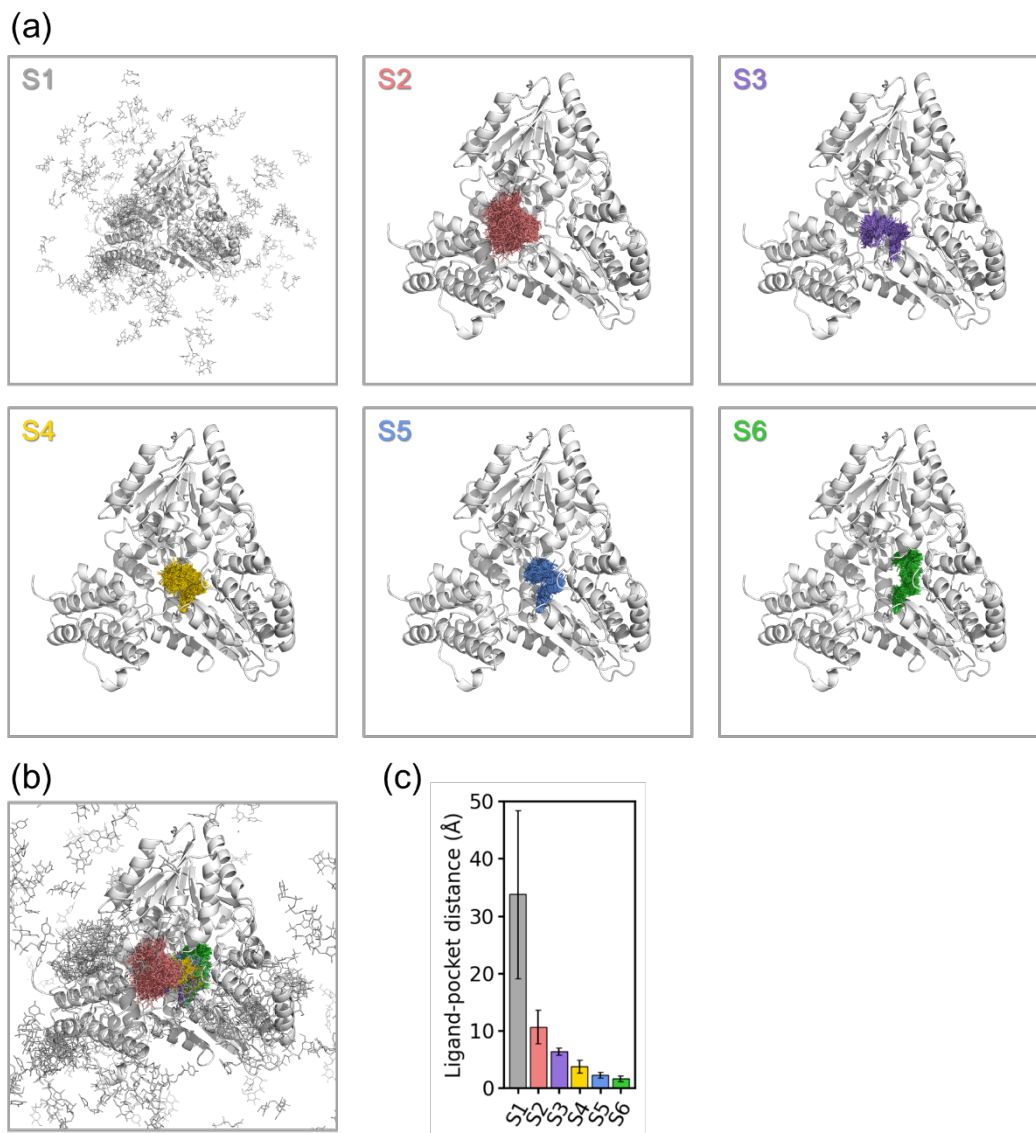 (a)
S1
S2
S3
S4
S5
S6
(b)
(c)
Ligand-pocket distance (Å)
50
40
30
20
10
0
S1
S2
S3
S4
S5
S6